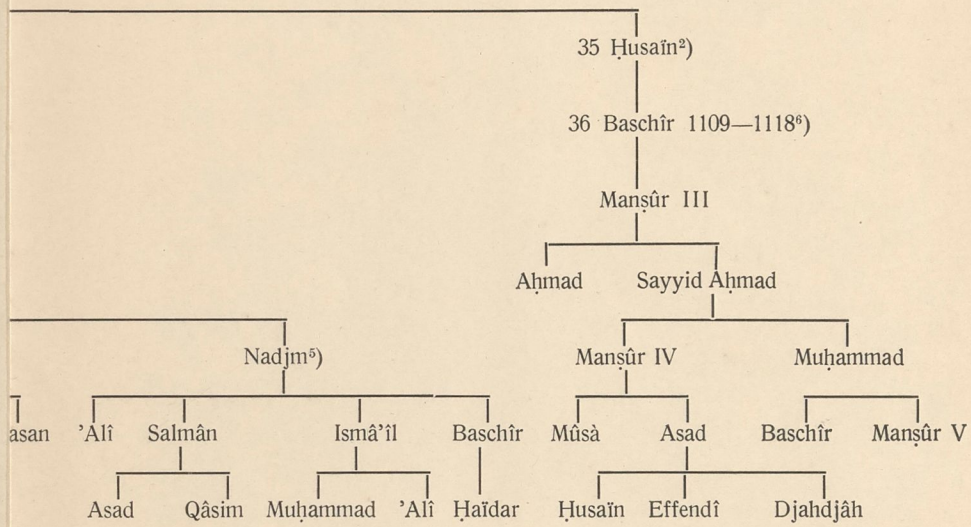 35 Ḥusaïn²)
36 Baschîr 1109—1118⁶)
Manṣûr III
Aḥmad Sayyid Aḥmad
Nadjm⁵) Manṣûr IV Muḥammad
asan ’Alî Salmân Ismâ’îl Baschîr Mûsà Asad Baschîr Manṣûr V
Asad Qâsim Muḥammad ’Alî Ḥaïdar Ḥusaïn Effendî Djahdjâh